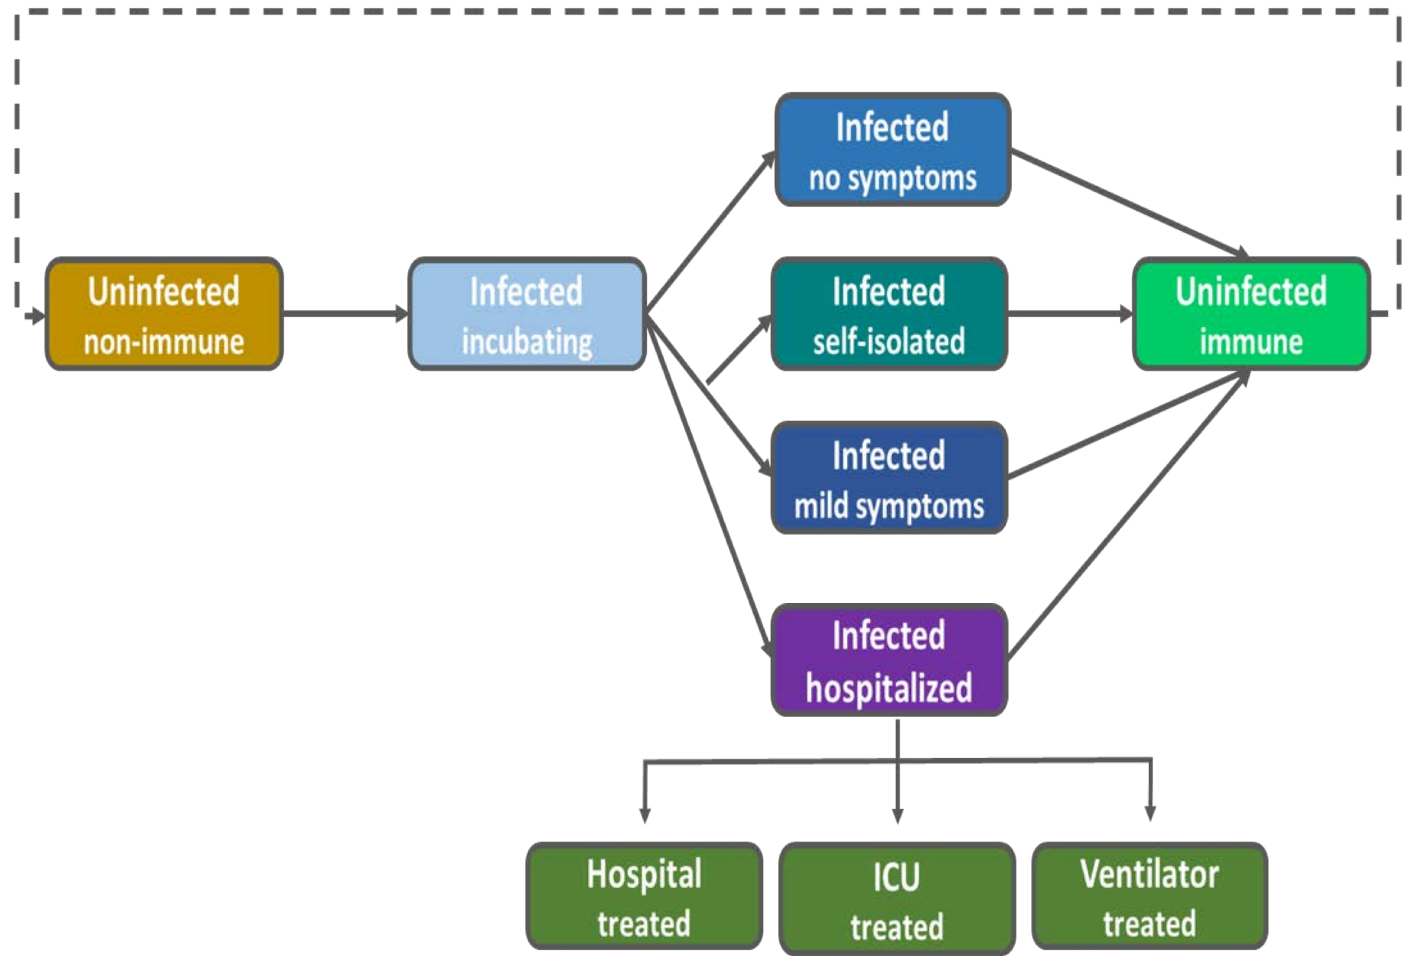 Infected
no symptoms
Uninfected
non-immune
Infected
incubating
Infected
self-isolated
Uninfected
immune
Infected
mild symptoms
Infected
hospitalized
Hospital
treated
ICU
treated
Ventilator
treated